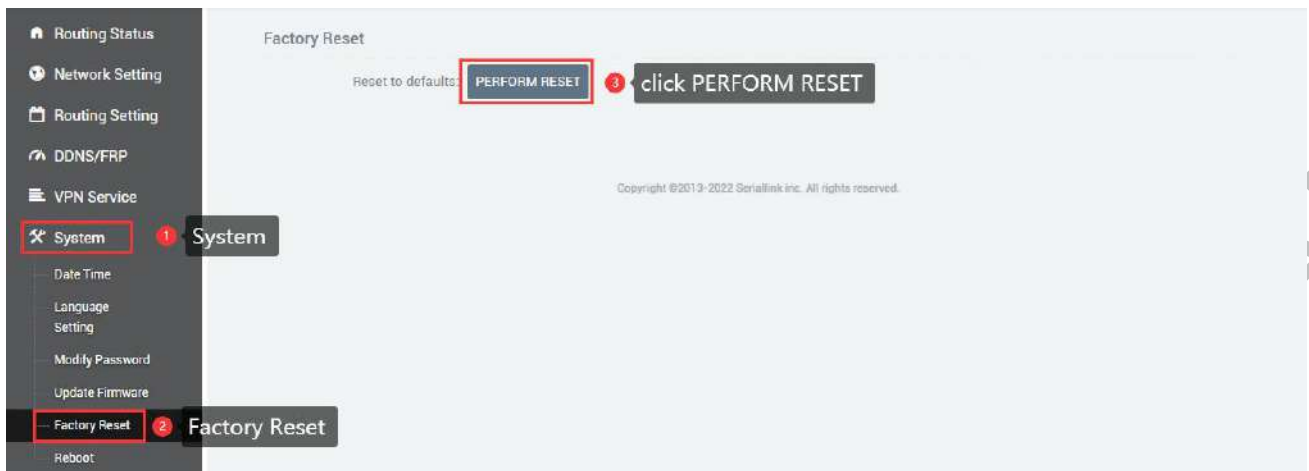 Routing Status
Network Setting
Routing Setting
DDNS/FRP
VPN Service
System
1 System
Date Time
Language
Setting
Modify Password
Update Firmware
Factory Reset
2 Factory Reset
Reboot
Factory Reset
Reset to defaults: PERFORM RESET
3 click PERFORM RESET
Copyright ©2013-2022 Seriallink inc. All rights reserved.